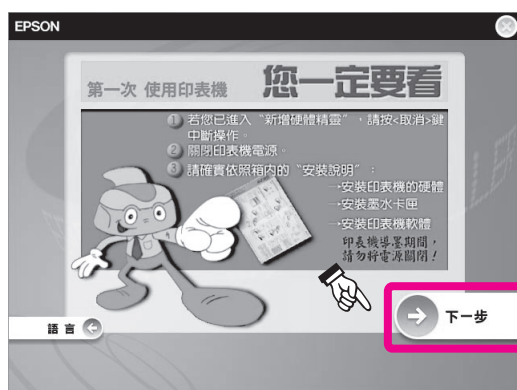 EPSON
第一次 使用印表機 您一定要看
1 若您已進入“新增硬體精靈”，請按<取消>鍵
中斷操作。
2 關閉印表機電源。
3 請確實依照箱內的“安裝說明”：
→安裝印表機的硬體
→安裝墨水卡匣
→安裝印表機軟體
印表機導墨期間，
請勿將電源關閉！
下一步
語言